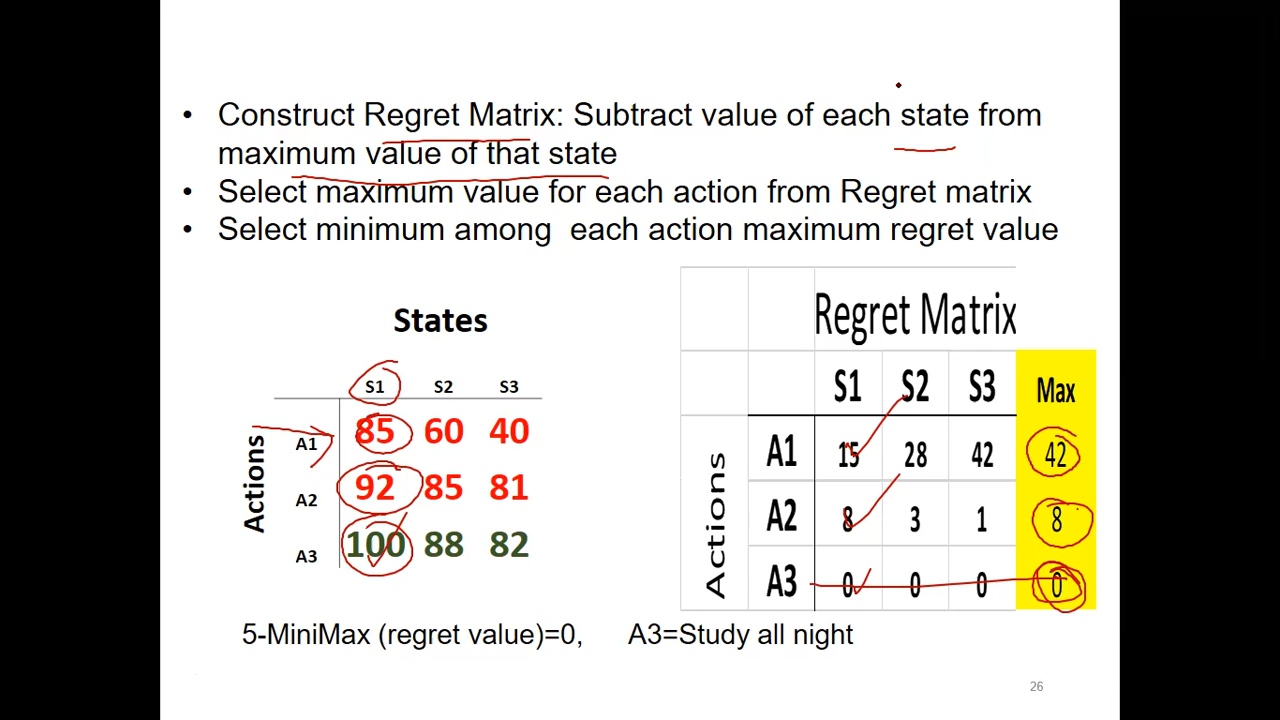 • Construct Regret Matrix: Subtract value of each state from
maximum value of that state
• Select maximum value for each action from Regret matrix
• Select minimum among each action maximum regret value
States
S1 S2 S3
Actions
A1 85 60 40
A2 92 85 81
A3 100 88 82
Regret Matrix
S1 S2 S3 Max
Actions
A1 15 28 42 42
A2 8 3 1 8
A3 0 0 0 0
5-MiniMax (regret value)=0, A3=Study all night
26